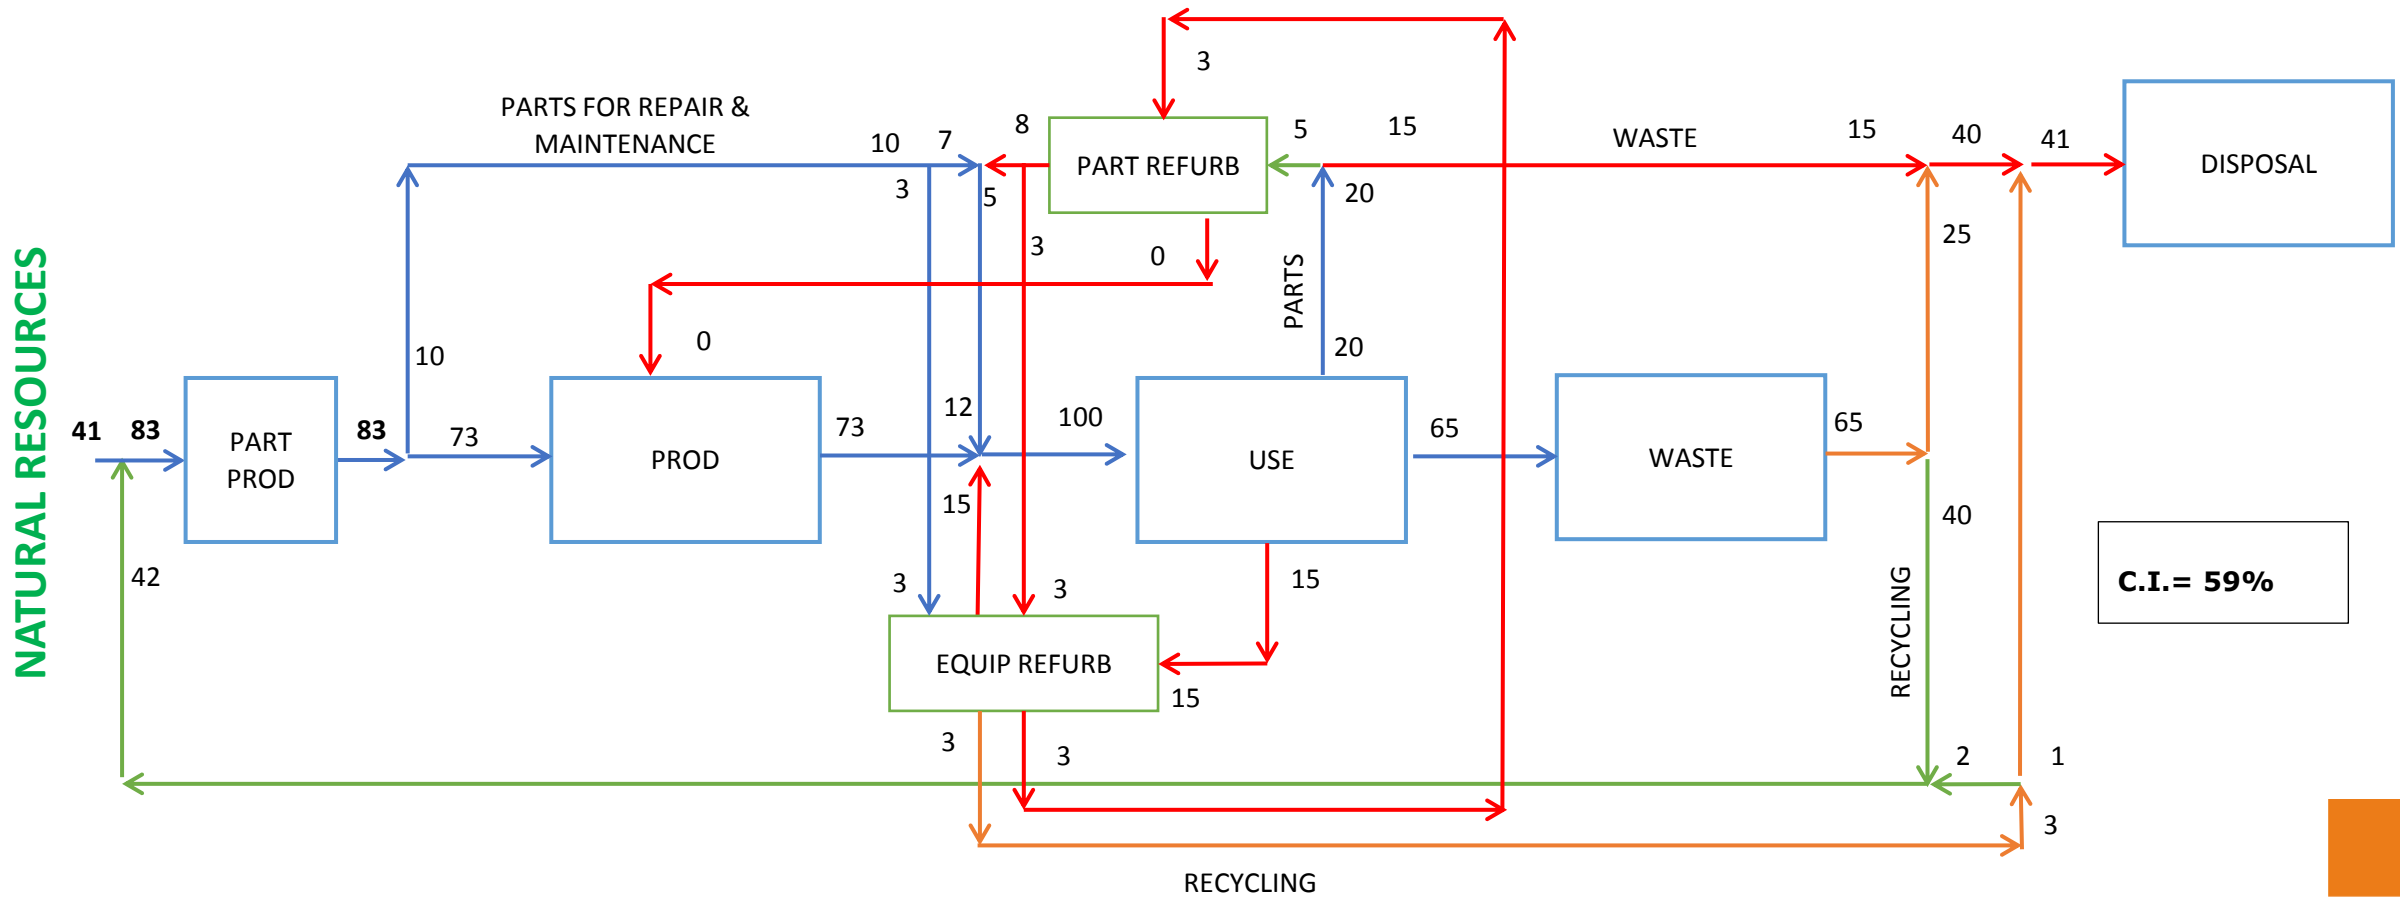 3
PARTS FOR REPAIR &
MAINTENANCE
10
7
8
5
15
WASTE
15
40
41
PART REFURB
DISPOSAL
3
5
20
NATURAL RESOURCES
3
0
25
PARTS
10
0
20
41
83
PART
PROD
83
73
PROD
73
12
100
USE
65
WASTE
65
15
40
42
3
3
15
RECYCLING
C.I.= 59%
EQUIP REFURB
15
3
3
2
1
3
RECYCLING